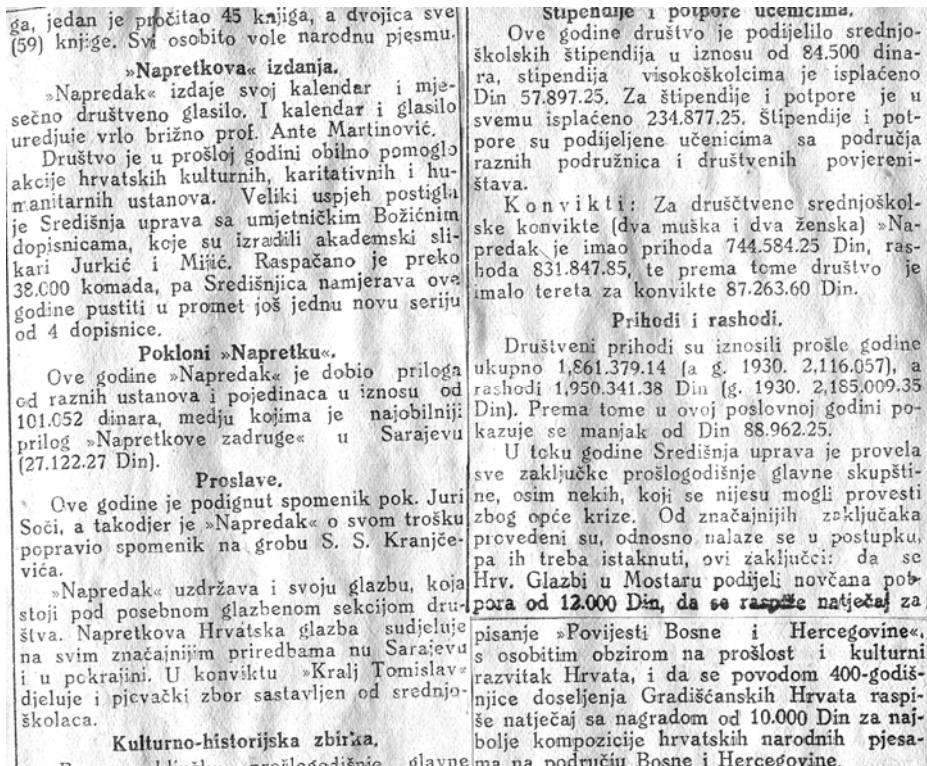 ga, jedan je pročitao 45 knjiga, a dvojica sve
(59) knjige. Svi osobito vole narodnu pjesmu.
»Napretkova« izdanja.
»Napredak« izdaje svoj kalendar i mje-
sečno društveno glasilo. I kalendar i glasilo
uredjuje vrlo brižno prof. Ante Martinović.
Društvo je u prošloj godini obilno pomoglo
akcije hrvatskih kulturnih, karitativnih i hu-
manitarnih ustanova. Veliki uspjeh postigla
je Središnja uprava sa umjetničkim Božićnim
dopisnicama, koje su izradili akademski sli-
kari Jurkić i Mijić. Raspačano je preko
38.000 komada, pa Središnjica namjerava ove
godine pustiti u promet još jednu novu seriju
od 4 dopisnice.
Pokloni »Napretku«.
Ove godine »Napredak« je dobio priloga
od raznih ustanova i pojedinaca u iznosu od
101.052 dinara, medju kojima je najobilniji
prilog »Napretkove zadruge« u Sarajevu
(27.122.27 Din).
Proslave.
Ove godine je podignut spomenik pok. Juri
Soči, a takodjer je »Napredak« o svom trošku
popravio spomenik na grobu S. S. Kranjče-
vića.
»Napredak« uzdržava i svoju glazbu, koja
stoji pod posebnom glazbenom sekcijom dru-
štva. Napretkova Hrvatska glazba sudjeluje
na svim značajnijim priredbama nu Sarajevu
i u pokrajini. U konviktu »Kralj Tomislav«
djeluje i pjevački zbor sastavljen od srednjo-
školaca.
Kulturno-historijska zbirka.
prošlogodišnje glavne
Stipendije i potpore učenicima.
Ove godine društvo je podijelilo srednjo-
školskih štipendija u iznosu od 84.500 dina-
ra, stipendija visokoškolcima je isplaćeno
Din 57.897.25. Za štipendije i potpore je u
svemu isplaćeno 234.877.25. Štipendije i pot-
pore su podijeljene učenicima sa područja
raznih područnica i društvenih povjereni-
štava.
Konvikti: Za druščtvene srednjoškol-
ske konvikte (dva muška i dva ženska) »Na-
predak je imao prihoda 744.584.25 Din, ras-
hoda 831.847.85, te prema tome društvo je
imalo tereta za konvikte 87.263.60 Din.
Prihodi i rashodi.
Društveni prihodi su iznosili prošle godine
ukupno 1,861.379.14 (a g. 1930. 2,116.057), a
rashodi 1,950.341.38 Din (g. 1930. 2,185.009.35
Din). Prema tome u ovoj poslovnoj godini po-
kazuje se manjak od Din 88.962.25.
U toku godine Središnja uprava je provela
sve zaključke prošlogodišnje glavne skupšti-
ne, osim nekih, koji se nijesu mogli provesti
zbog opće krize. Od značajnijih zaključaka
provedeni su, odnosno nalaze se u postupku,
pa ih treba istaknuti, ovi zaključci: da se
Hrv. Glazbi u Mostaru podijeli novčana pot-
pora od 12.000 Din, da se raspiše natječaj za
pisanje »Povijesti Bosne i Hercegovine«,
s osobitim obzirom na prošlost i kulturni
razvitak Hrvata, i da se povodom 400-godiš-
njice doseljenja Gradišćanskih Hrvata raspi-
še natječaj sa nagradom od 10.000 Din za naj-
bolje kompozicije hrvatskih narodnih pjesa-
ma na području Bosne i Hercegovine.